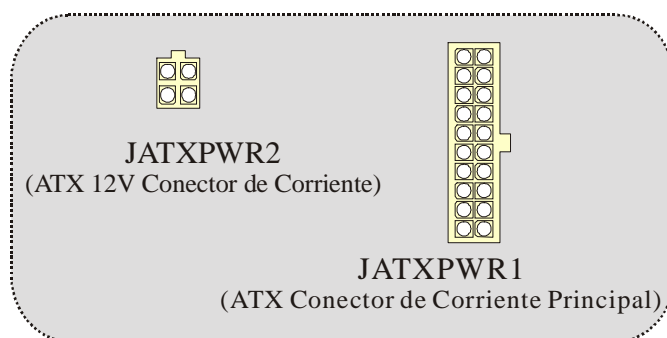 JATXPWR2
(ATX 12V Conector de Corriente)
JATXPWR1
(ATX Conector de Corriente Principal)